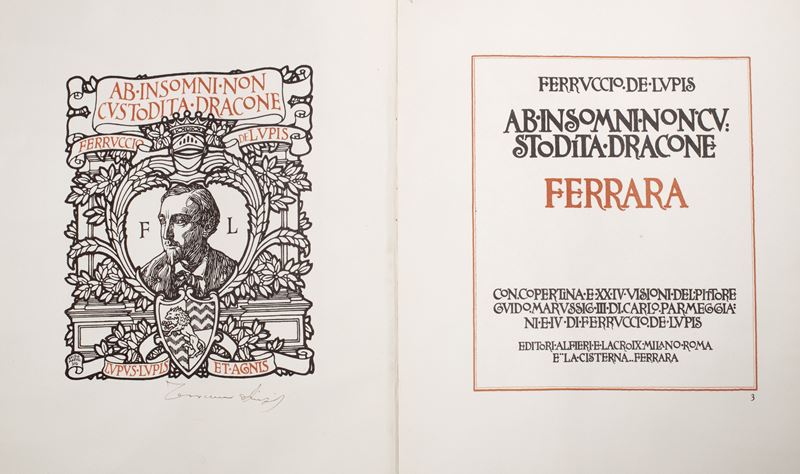 AB·INSOMNI·NON
CVSTODITA·DRACONE
FERRVCCIO DE·LVPIS
F L
LVPVS·LVPIS ET·AGNIS
FERRVCCIO·DE·LVPIS
AB·INSOMNI·NON·CV:
STODITA·DRACONE
FERRARA
CON·COPERTINA·E·XX·IV·VISIONI·DEL·PITTORE
GVIDO·MARVSSIG·III·DI·CARLO·PARMEGGIA·
NI·E·IV·DI·FERRVCCIO·DE·LVPIS
EDITORI·ALFIERI·E·LACROIX·MILANO·ROMA
E··LA·CISTERNA··FERRARA
3